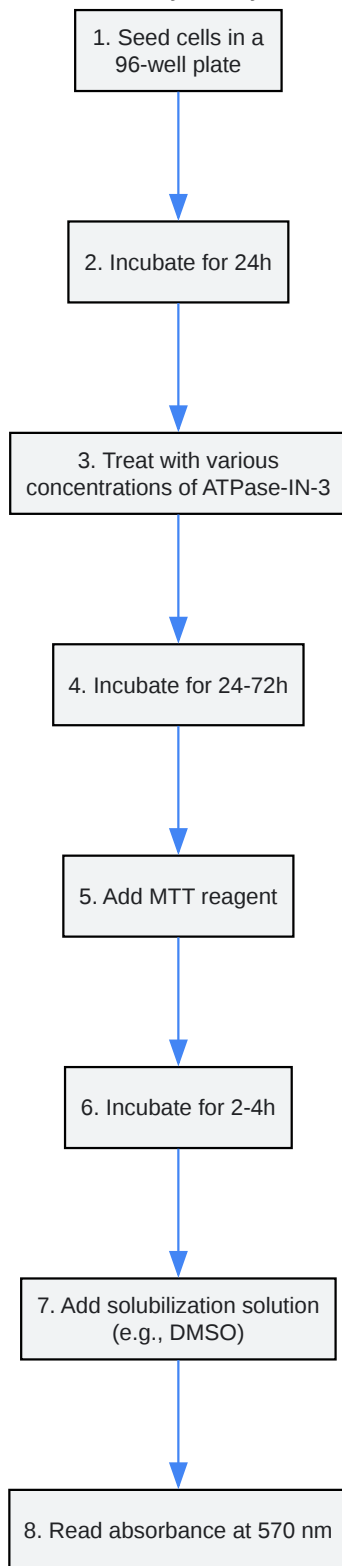 1. Seed cells in a
96-well plate
2. Incubate for 24h
3. Treat with various
concentrations of ATPase-IN-3
4. Incubate for 24-72h
5. Add MTT reagent
6. Incubate for 2-4h
7. Add solubilization solution
(e.g., DMSO)
8. Read absorbance at 570 nm